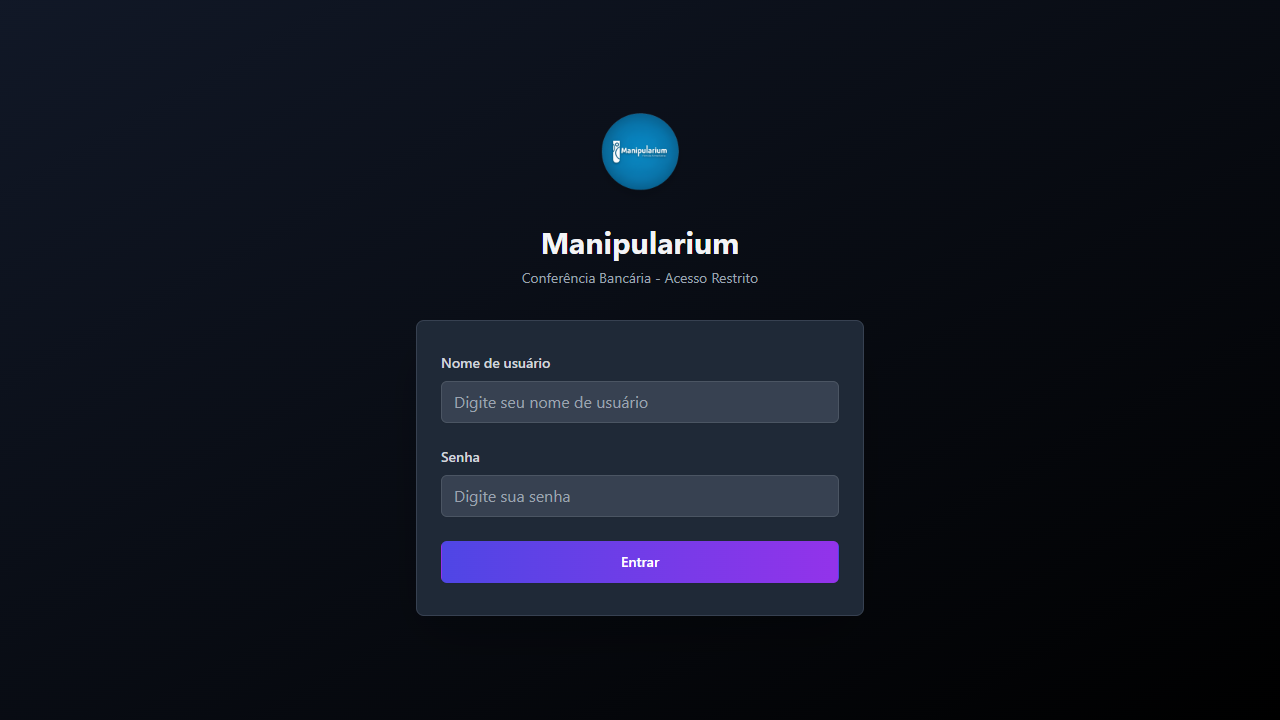 Manipularium
Manipularium
Conferência Bancária - Acesso Restrito
Nome de usuário
Digite seu nome de usuário
Senha
Digite sua senha
Entrar